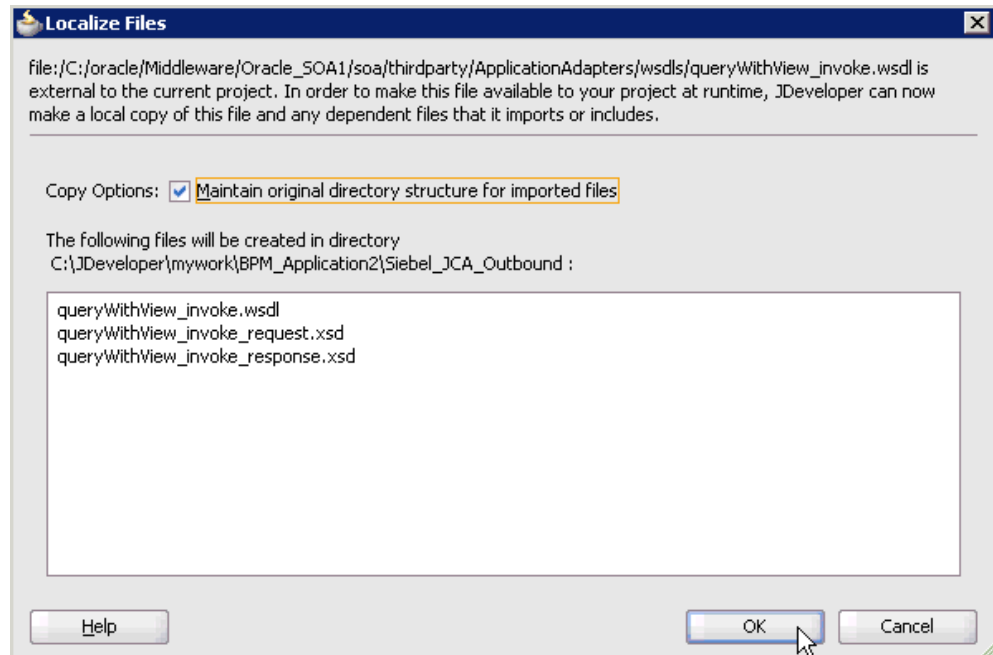 Localize Files
file:/C:/oracle/Middleware/Oracle_SOA1/soa/thirdparty/ApplicationAdapters/wsdls/queryWithView_invoke.wsdl is
external to the current project. In order to make this file available to your project at runtime, JDeveloper can now
make a local copy of this file and any dependent files that it imports or includes.
Copy Options: Maintain original directory structure for imported files
The following files will be created in directory
C:\JDeveloper\mywork\BPM_Application2\Siebel_JCA_Outbound :
queryWithView_invoke.wsdl
queryWithView_invoke_request.xsd
queryWithView_invoke_response.xsd
Help OK Cancel